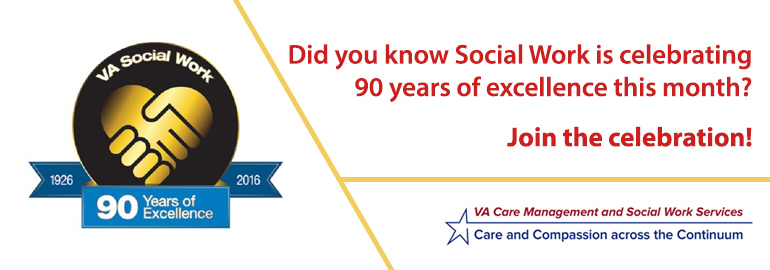 VA Social Work
1926
2016
90 Years of
Excellence
Did you know Social Work is celebrating
90 years of excellence this month?
Join the celebration!
VA Care Management and Social Work Services
Care and Compassion across the Continuum